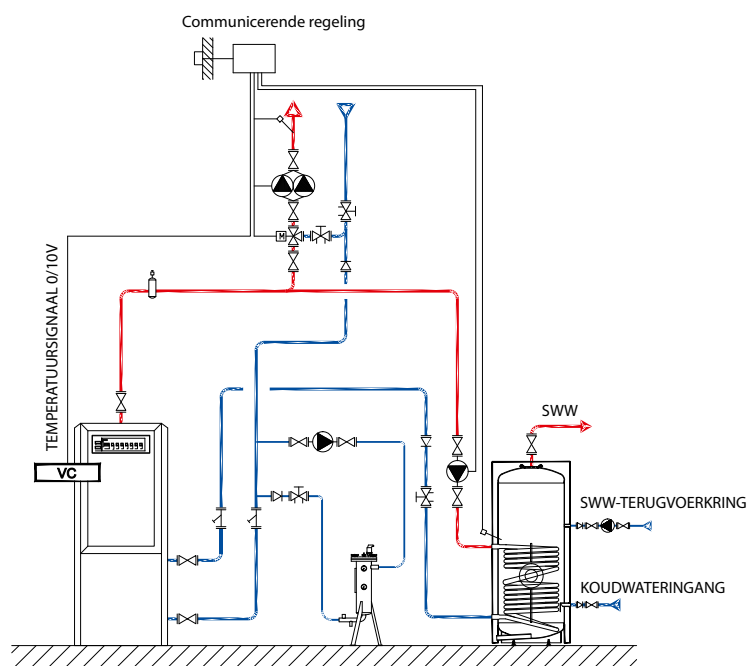 Communicerende regeling
M
TEMPERATUURSIGNAAL 0/10V
SWW
VC
SWW-TERUGVOERKRING
KOUDWATERINGANG